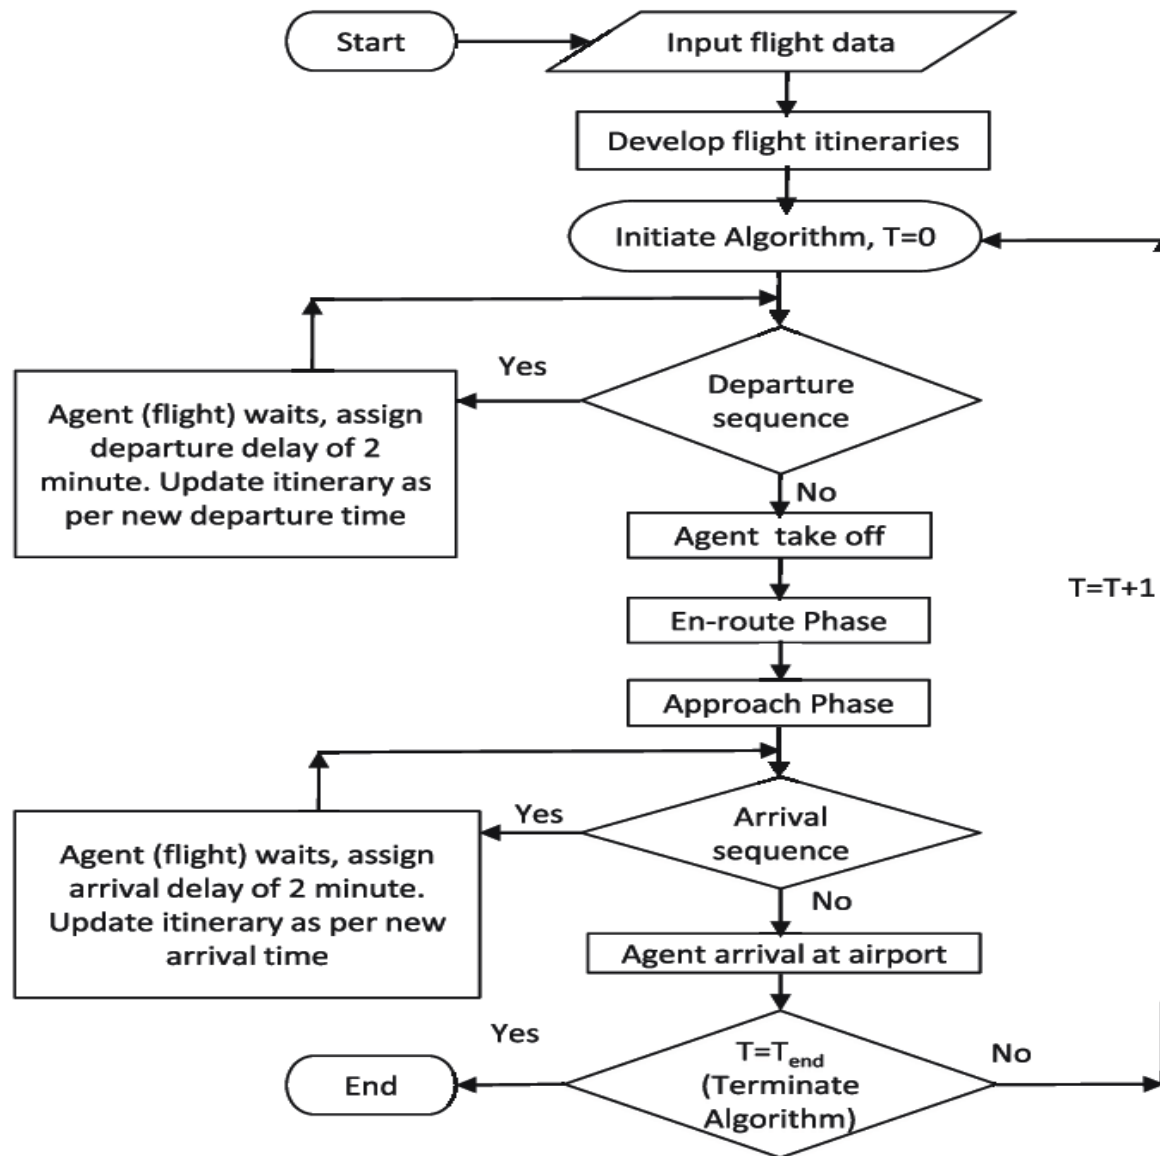 Start
Input flight data
Develop flight itineraries
Initiate Algorithm, T=0
Yes
Departure
sequence
Agent (flight) waits, assign
departure delay of 2
minute. Update itinerary as
per new departure time
No
Agent take off
T=T+1
En-route Phase
Approach Phase
Yes
Arrival
sequence
Agent (flight) waits, assign
arrival delay of 2 minute.
Update itinerary as per new
arrival time
No
Agent arrival at airport
Yes
T=Tend
(Terminate
Algorithm)
No
End